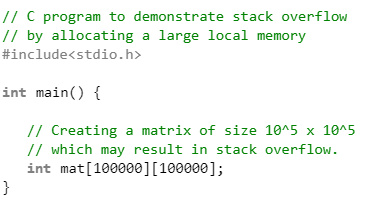 // C program to demonstrate stack overflow
// by allocating a large local memory
#include<stdio.h>
int main() {
// Creating a matrix of size 10^5 x 10^5
// which may result in stack overflow.
int mat[100000][100000];
}